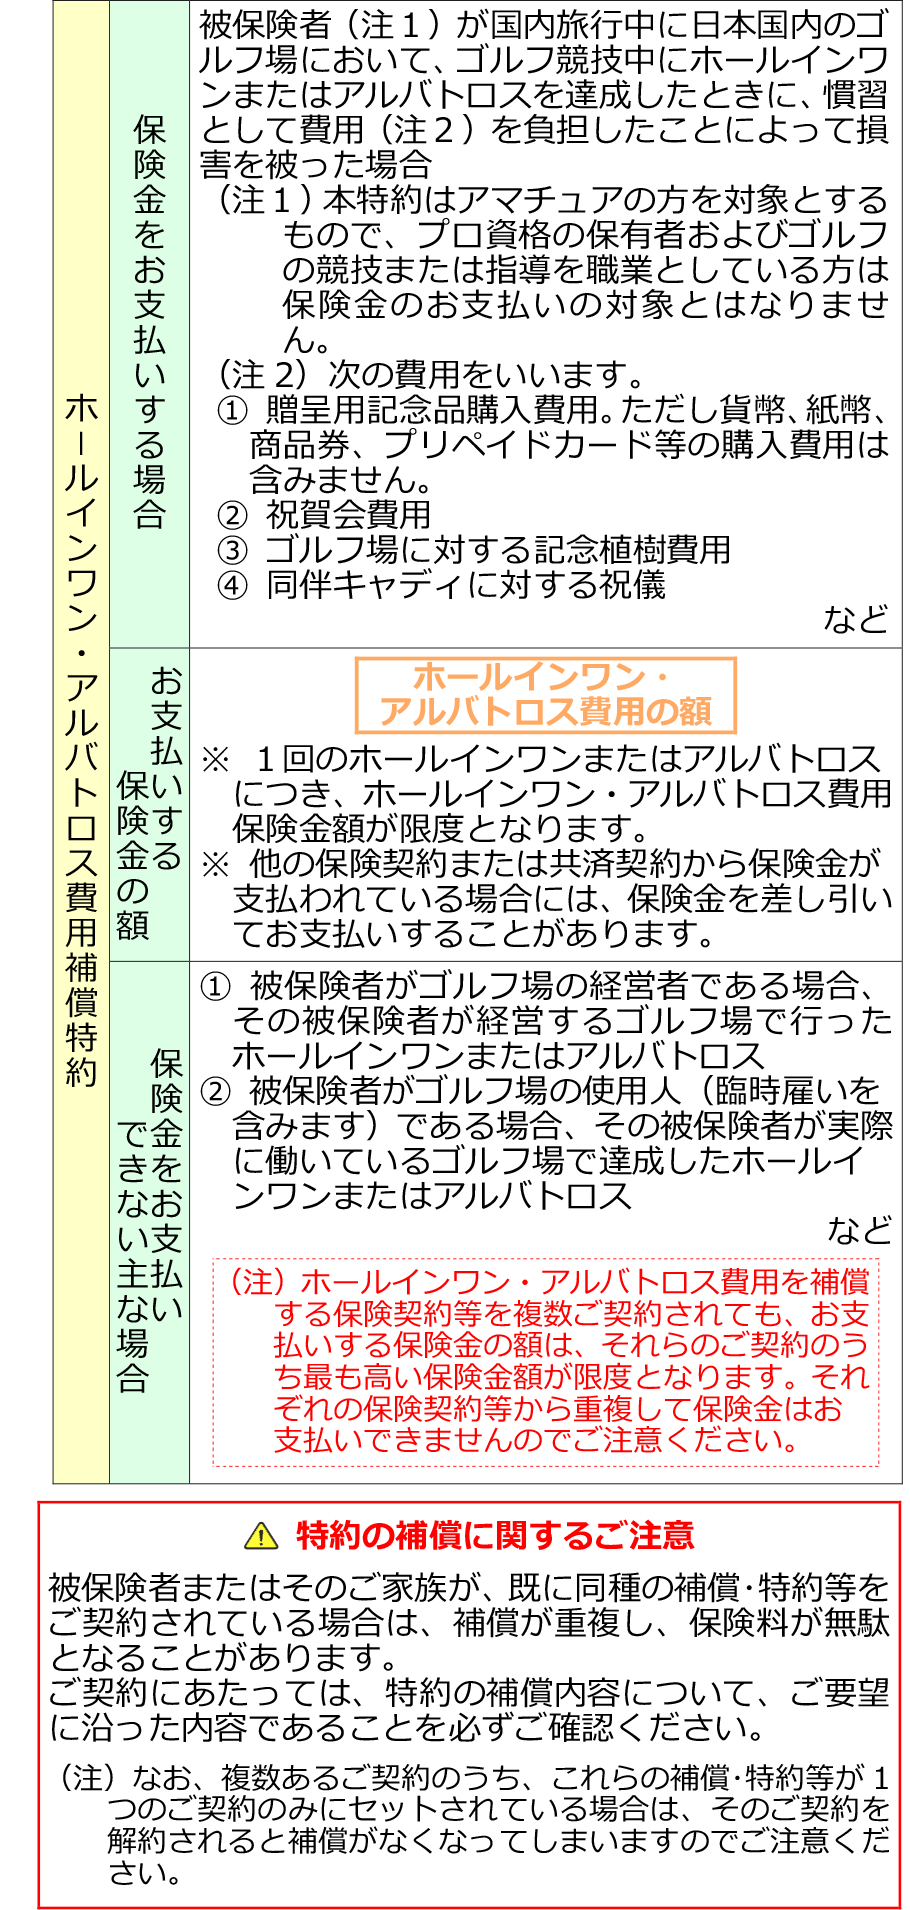 ホールインワン・アルバトロス費用補償特約
保険金をお支払いする場合
被保険者（注１）が国内旅行中に日本国内のゴ
ルフ場において、ゴルフ競技中にホールインワ
ンまたはアルバトロスを達成したときに、慣習
として費用（注２）を負担したことによって損
害を被った場合
（注１）本特約はアマチュアの方を対象とする
もので、プロ資格の保有者およびゴルフ
の競技または指導を職業としている方は
保険金のお支払いの対象とはなりませ
ん。
（注 2）次の費用をいいます。
① 贈呈用記念品購入費用。ただし貨幣、紙幣、
商品券、プリペイドカード等の購入費用は
含みません。
② 祝賀会費用
③ ゴルフ場に対する記念植樹費用
④ 同伴キャディに対する祝儀
など
お支払いする
保険金の額
ホールインワン・
アルバトロス費用の額
※ １回のホールインワンまたはアルバトロス
につき、ホールインワン・アルバトロス費用
保険金額が限度となります。
※ 他の保険契約または共済契約から保険金が
支払われている場合には、保険金を差し引い
てお支払いすることがあります。
保険金をお支払い
できない主な場合
① 被保険者がゴルフ場の経営者である場合、
その被保険者が経営するゴルフ場で行った
ホールインワンまたはアルバトロス
② 被保険者がゴルフ場の使用人（臨時雇いを
含みます）である場合、その被保険者が実際
に働いているゴルフ場で達成したホールイ
ンワンまたはアルバトロス
など
（注）ホールインワン・アルバトロス費用を補償
する保険契約等を複数ご契約されても、お支
払いする保険金の額は、それらのご契約のう
ち最も高い保険金額が限度となります。それ
ぞれの保険契約等から重複して保険金はお
支払いできませんのでご注意ください。
特約の補償に関するご注意
被保険者またはそのご家族が、既に同種の補償・特約等を
ご契約されている場合は、補償が重複し、保険料が無駄
となることがあります。
ご契約にあたっては、特約の補償内容について、ご要望
に沿った内容であることを必ずご確認ください。
（注）なお、複数あるご契約のうち、これらの補償・特約等が 1
つのご契約のみにセットされている場合は、そのご契約を
解約されると補償がなくなってしまいますのでご注意くだ
さい。